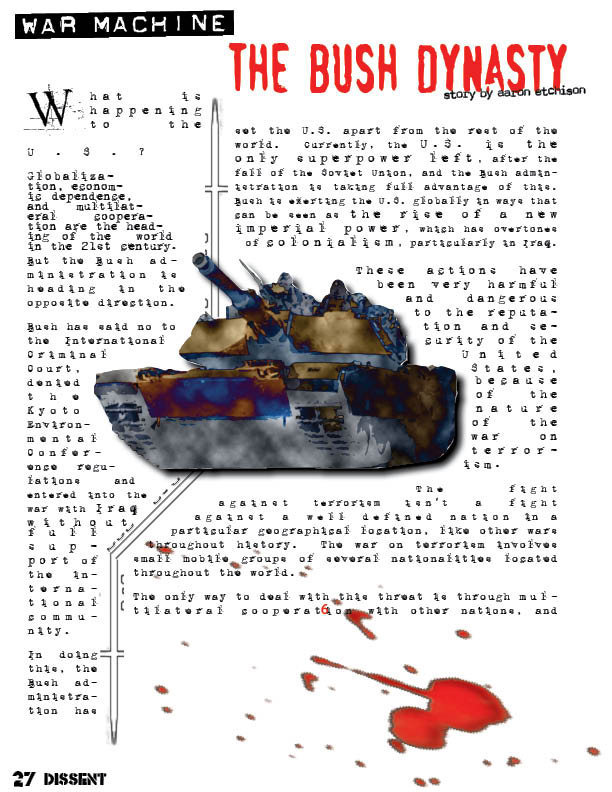 WAR MACHINE
THE BUSH DYNASTY
story by aaron etchison
What is
happening
to the
U.S.?
Globaliza-
tion, econom-
ic dependence,
and multilat-
eral coopera-
tion are the head-
ing of the world
in the 21st century.
But the Bush ad-
ministration is
heading in the
opposite direction.
Bush has said no to
the International
Criminal
Court,
denied
the
Kyoto
Environ-
mental
Confer-
ence regu-
lations and
entered into the
war with Iraq
without
full
sup-
port of
the in-
terna-
tional
commu-
nity.
In doing
this, the
Bush ad-
ministra-
tion has
set the U.S. apart from the rest of the
world. Currently, the U.S. is the
only superpower left, after the
fall of the Soviet Union, and the Bush admin-
istration is taking full advantage of this.
Bush is exerting the U.S. globally in ways that
can be seen as the rise of a new
imperial power, which has overtones
of colonialism, particularly in Iraq.
These actions have
been very harmful
and dangerous
to the reputa-
tion and se-
curity of the
United
States,
because
of the
nature
of the
war on
terror-
ism.
The fight
against terrorism isn't a fight
against a well defined nation in a
particular geographical location, like other wars
throughout history. The war on terrorism involves
small mobile groups of several nationalities located
throughout the world.
The only way to deal with this threat is through mul-
tilateral cooperation with other nations, and
6
27 DISSENT